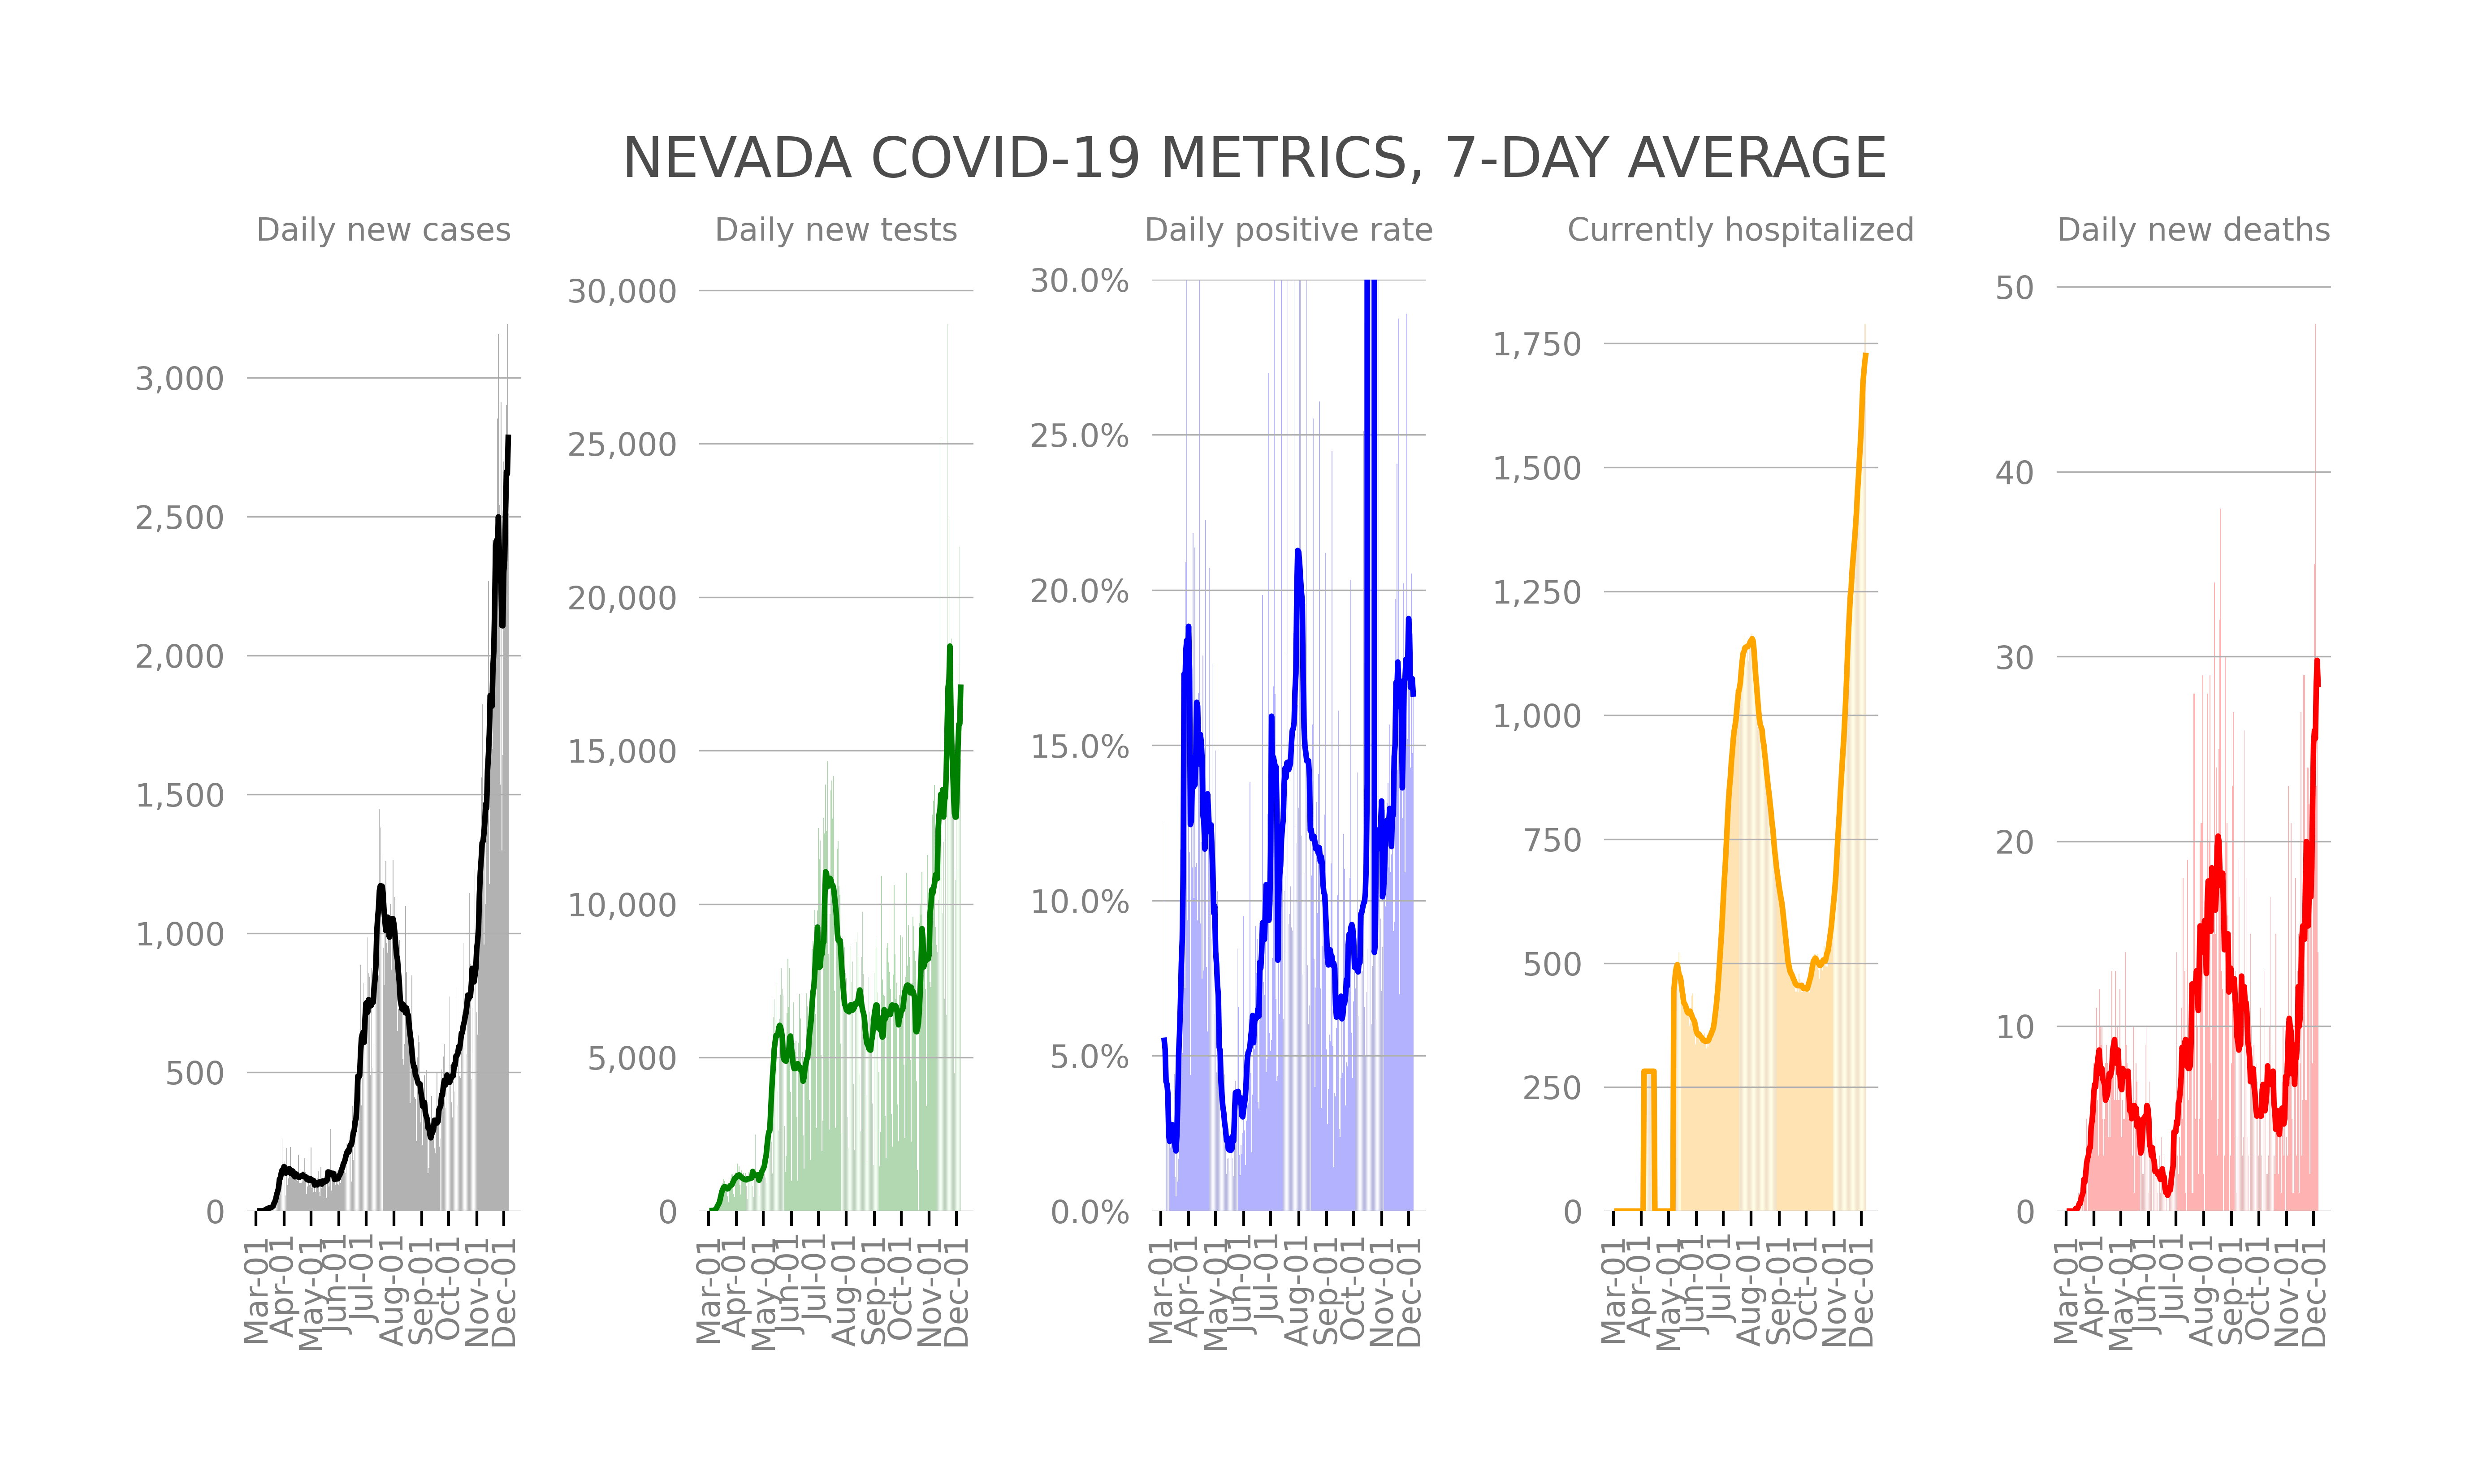 NEVADA COVID-19 METRICS, 7-DAY AVERAGE
Daily new cases
3,000
2,500
2,000
1,500
1,000
500
0
Mar-01
Apr-01
May-01
Jun-01
Jul-01
Aug-01
Sep-01
Oct-01
Nov-01
Dec-01
Daily new tests
30,000
25,000
20,000
15,000
10,000
5,000
0
Mar-01
Apr-01
May-01
Jun-01
Jul-01
Aug-01
Sep-01
Oct-01
Nov-01
Dec-01
Daily positive rate
30.0%
25.0%
20.0%
15.0%
10.0%
5.0%
0.0%
Mar-01
Apr-01
May-01
Jun-01
Jul-01
Aug-01
Sep-01
Oct-01
Nov-01
Dec-01
Currently hospitalized
1,750
1,500
1,250
1,000
750
500
250
0
Mar-01
Apr-01
May-01
Jun-01
Jul-01
Aug-01
Sep-01
Oct-01
Nov-01
Dec-01
Daily new deaths
50
40
30
20
10
0
Mar-01
Apr-01
May-01
Jun-01
Jul-01
Aug-01
Sep-01
Oct-01
Nov-01
Dec-01